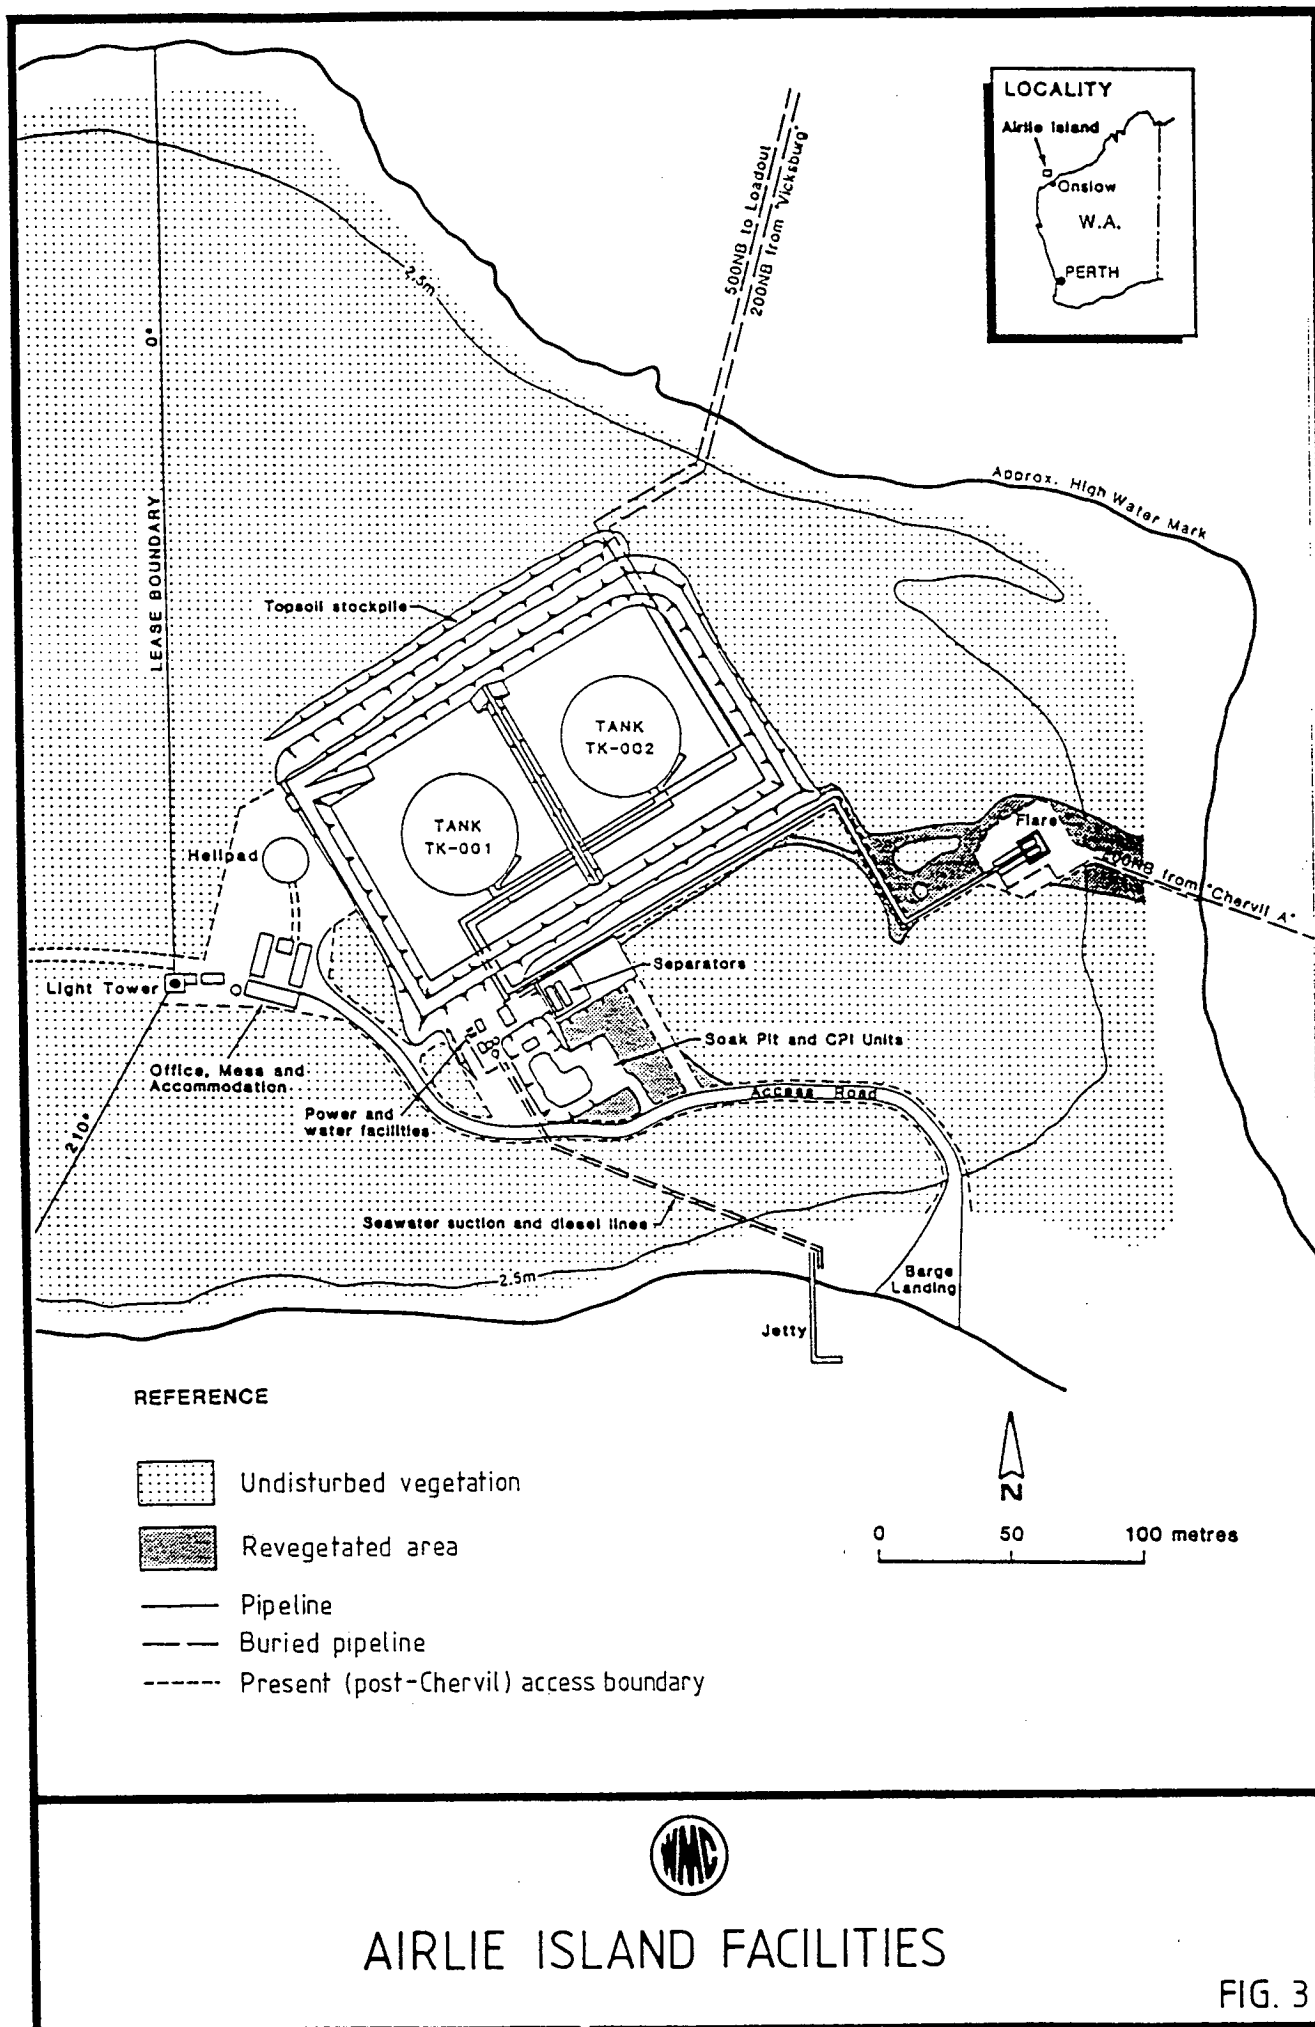 LOCALITY
Airlie Island
Onslow
W.A.
PERTH
500NB to Loadout
200NB from "Vicksburg"
2.5m
0°
LEASE BOUNDARY
Approx. High Water Mark
Topsoil stockpile
TANK
TK-002
TANK
TK-001
Helipad
Flare
200NB from "Chervil A"
Light Tower
Separators
Soak Pit and CPI Units
Office, Mess and
Accommodation
Access Road
Power and
water facilities
210°
Seawater suction and diesel lines
2.5m
Barge
Landing
Jetty
REFERENCE
Undisturbed vegetation
Revegetated area
Pipeline
Buried pipeline
Present (post-Chervil) access boundary
N
0 50 100 metres
WMC
AIRLIE ISLAND FACILITIES
FIG. 3